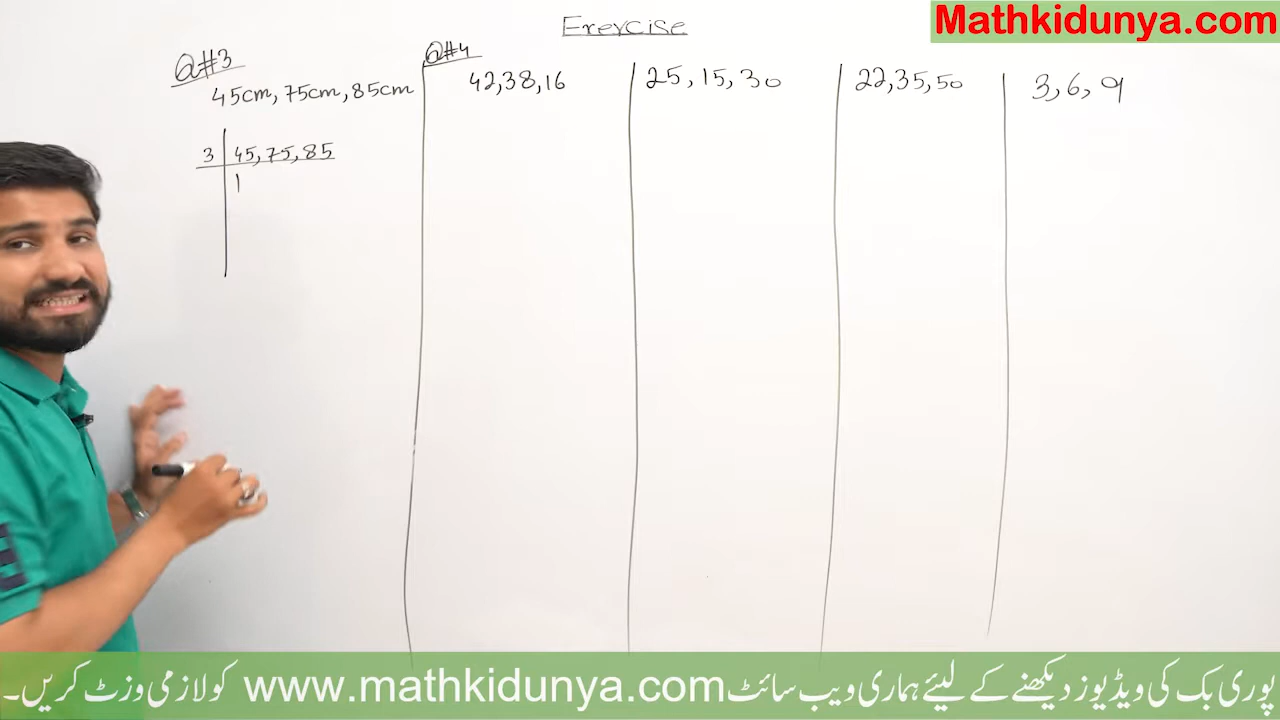 Mathkidunya.com
Exercise
Q#3
45cm, 75cm, 85cm
3 | 45, 75, 85
1
Q#4
42, 38, 16
25, 15, 30
22, 35, 50
3, 6, 9
پوری بک کی ویڈیوز دیکھنے کے لیئے ہماری ویب سائٹ www.mathkidunya.com کو لازمی وزٹ کریں۔